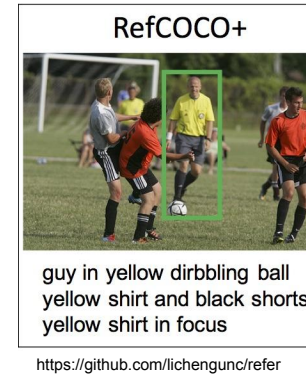 RefCOCO+
guy in yellow dirbbling ball
yellow shirt and black shorts
yellow shirt in focus
https://github.com/lichengunc/refer